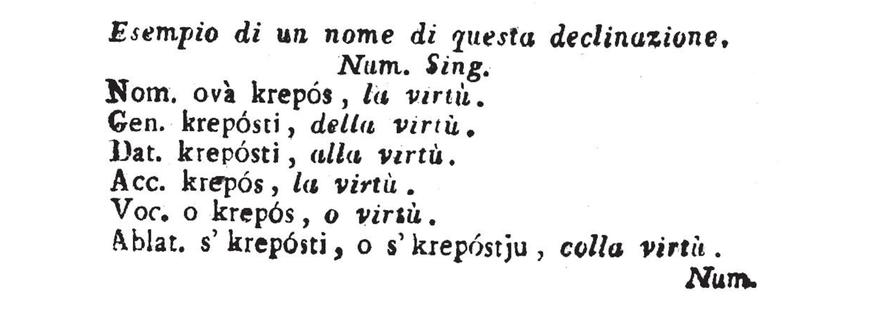 Esempio di un nome di questa declinazione.
Num. Sing.
Nom. ovà krepós, la virtù.
Gen. krepósti, della virtù.
Dat. krepósti, alla virtù.
Acc. krepós, la virtù.
Voc. o krepós, o virtù.
Ablat. s' krepósti, o s' krepóstju, colla virtù.
Num.